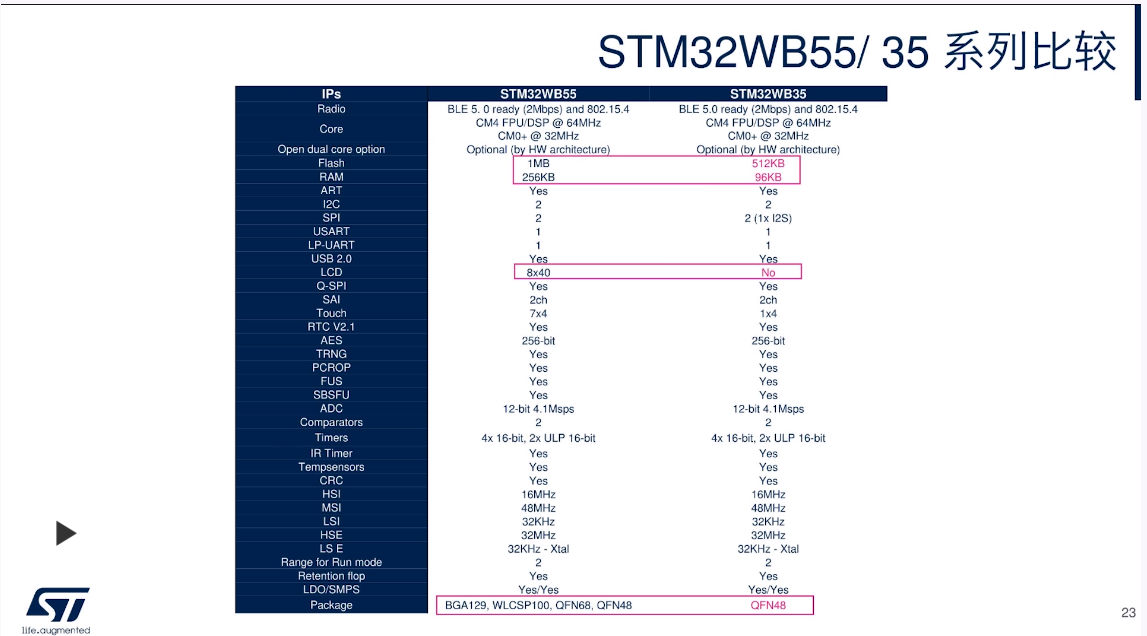 STM32WB55/ 35 系列比较
IPs STM32WB55 STM32WB35
Radio BLE 5. 0 ready (2Mbps) and 802.15.4 BLE 5.0 ready (2Mbps) and 802.15.4
Core CM4 FPU/DSP @ 64MHz CM4 FPU/DSP @ 64MHz
CM0+ @ 32MHz CM0+ @ 32MHz
Open dual core option Optional (by HW architecture) Optional (by HW architecture)
Flash 1MB 512KB
RAM 256KB 96KB
ART Yes Yes
I2C 2 2
SPI 2 2 (1x I2S)
USART 1 1
LP-UART 1 1
USB 2.0 Yes Yes
LCD 8x40 No
Q-SPI Yes Yes
SAI 2ch 2ch
Touch 7x4 1x4
RTC V2.1 Yes Yes
AES 256-bit 256-bit
TRNG Yes Yes
PCROP Yes Yes
FUS Yes Yes
SBSFU Yes Yes
ADC 12-bit 4.1Msps 12-bit 4.1Msps
Comparators 2 2
Timers 4x 16-bit, 2x ULP 16-bit 4x 16-bit, 2x ULP 16-bit
IR Timer Yes Yes
Tempsensors Yes Yes
CRC Yes Yes
HSI 16MHz 16MHz
MSI 48MHz 48MHz
LSI 32KHz 32KHz
HSE 32MHz 32MHz
LS E 32KHz - Xtal 32KHz - Xtal
Range for Run mode 2 2
Retention flop Yes Yes
LDO/SMPS Yes/Yes Yes/Yes
Package BGA129, WLCSP100, QFN68, QFN48 QFN48
ST
life.augmented
23